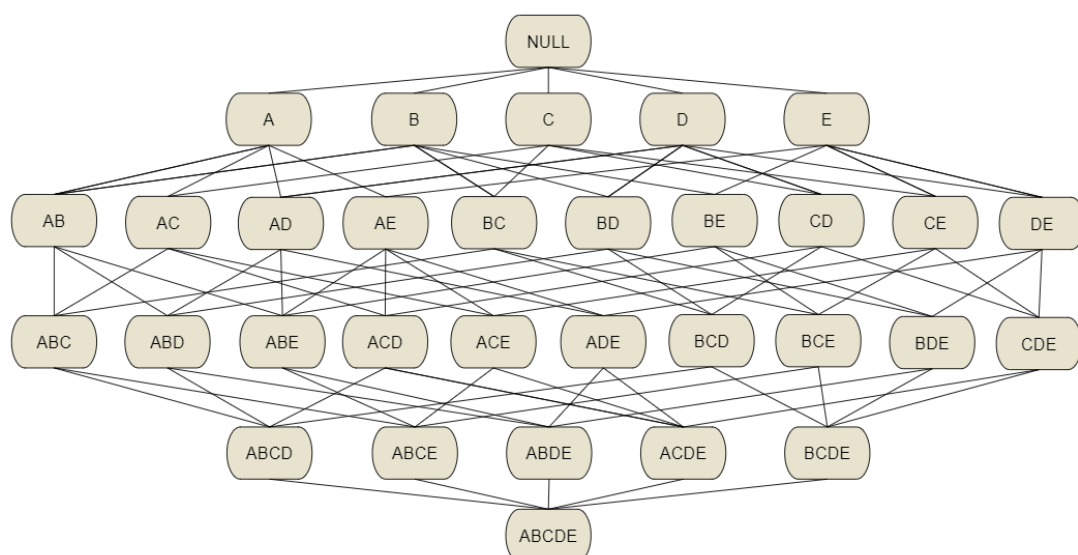 NULL
A B C D E
AB AC AD AE BC BD BE CD CE DE
ABC ABD ABE ACD ACE ADE BCD BCE BDE CDE
ABCD ABCE ABDE ACDE BCDE
ABCDE